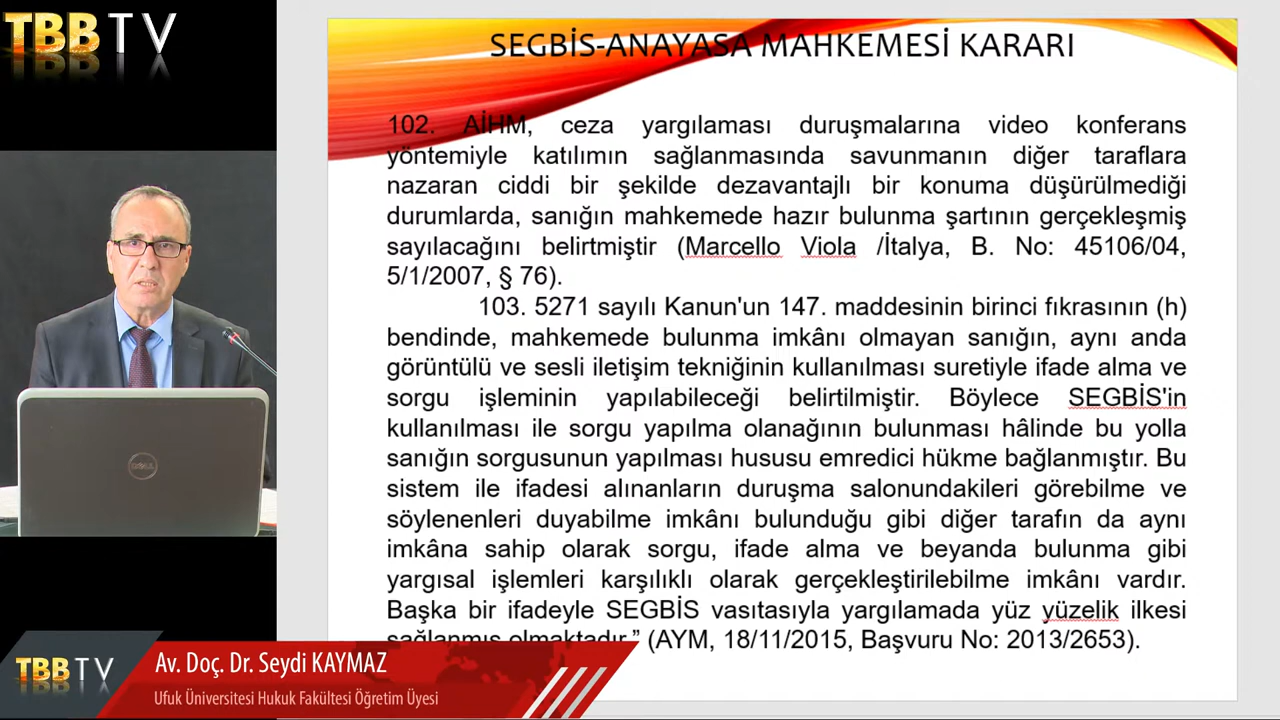 TBB TV
SEGBİS-ANAYASA MAHKEMESİ KARARI
102. AİHM, ceza yargılaması duruşmalarına video konferans
yöntemiyle katılımın sağlanmasında savunmanın diğer taraflara
nazaran ciddi bir şekilde dezavantajlı bir konuma düşürülmediği
durumlarda, sanığın mahkemede hazır bulunma şartının gerçekleşmiş
sayılacağını belirtmiştir (Marcello Viola /İtalya, B. No: 45106/04,
5/1/2007, § 76).
103. 5271 sayılı Kanun'un 147. maddesinin birinci fıkrasının (h)
bendinde, mahkemede bulunma imkânı olmayan sanığın, aynı anda
görüntülü ve sesli iletişim tekniğinin kullanılması suretiyle ifade alma ve
sorgu işleminin yapılabileceği belirtilmiştir. Böylece SEGBİS'in
kullanılması ile sorgu yapılma olanağının bulunması hâlinde bu yolla
sanığın sorgusunun yapılması hususu emredici hükme bağlanmıştır. Bu
sistem ile ifadesi alınanların duruşma salonundakileri görebilme ve
söylenenleri duyabilme imkânı bulunduğu gibi diğer tarafın da aynı
imkâna sahip olarak sorgu, ifade alma ve beyanda bulunma gibi
yargısal işlemleri karşılıklı olarak gerçekleştirilebilme imkânı vardır.
Başka bir ifadeyle SEGBİS vasıtasıyla yargılamada yüz yüzelik ilkesi
sağlanmış olmaktadır.” (AYM, 18/11/2015, Başvuru No: 2013/2653).
DELL
TBB TV
Av. Doç. Dr. Seydi KAYMAZ
Ufuk Üniversitesi Hukuk Fakültesi Öğretim Üyesi